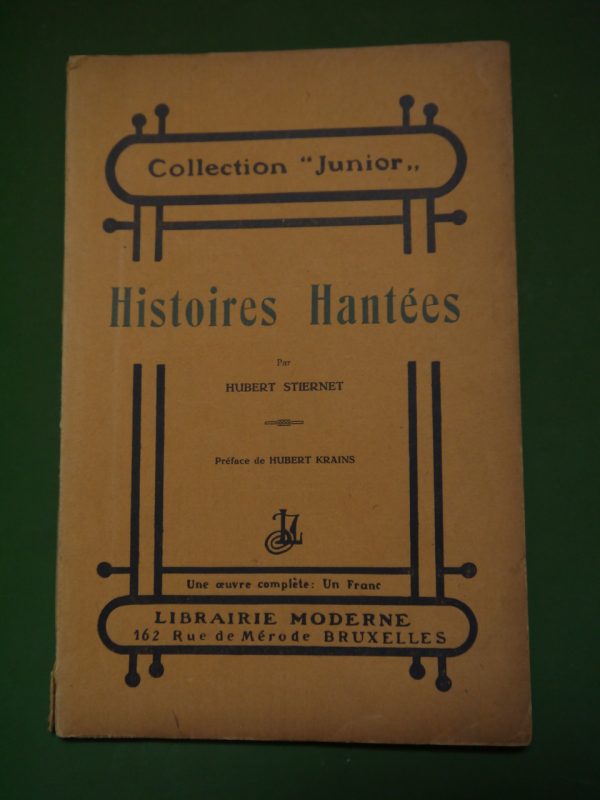 Collection "Junior„
Histoires Hantées
Par
HUBERT STIERNET
Préface de HUBERT KRAINS
Une œuvre complète: Un Franc
LIBRAIRIE MODERNE
162 Rue de Mérode BRUXELLES